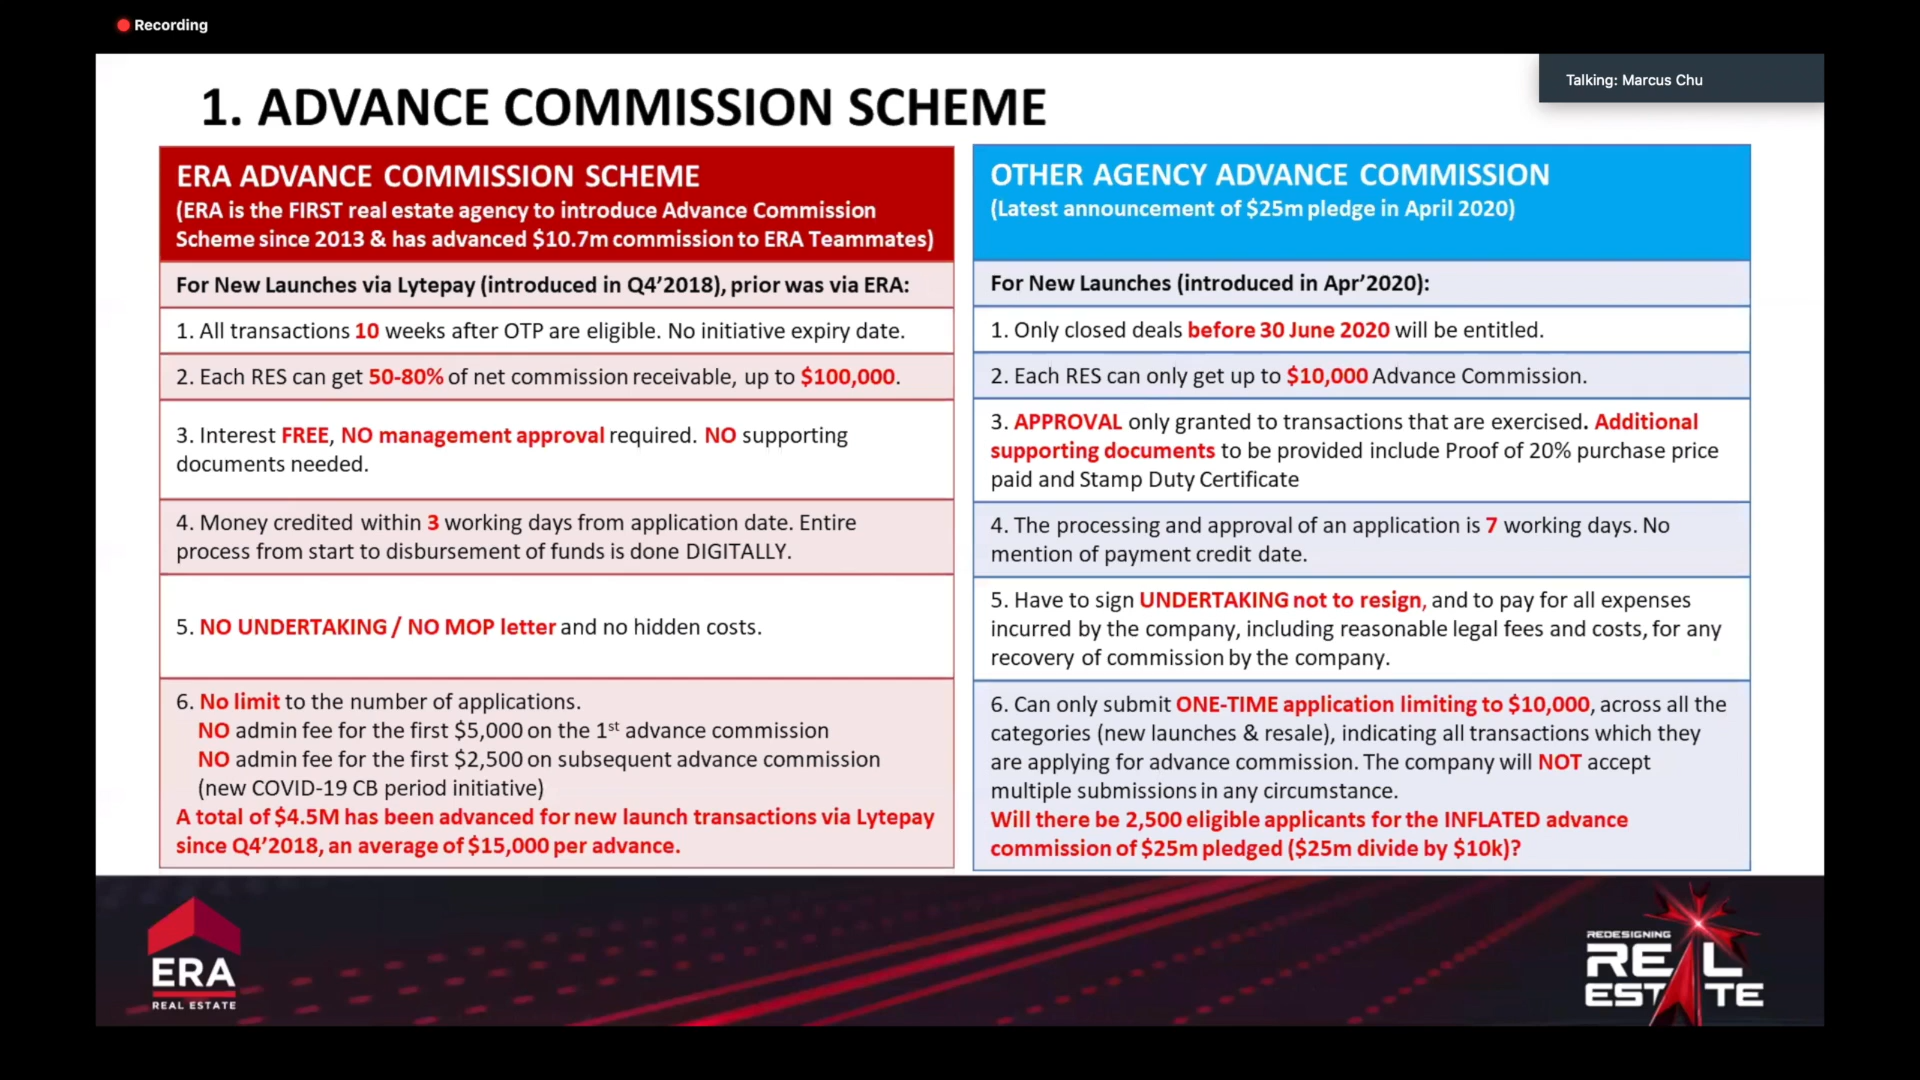 Recording
Talking: Marcus Chu
1. ADVANCE COMMISSION SCHEME
ERA ADVANCE COMMISSION SCHEME
(ERA is the FIRST real estate agency to introduce Advance Commission
Scheme since 2013 & has advanced $10.7m commission to ERA Teammates)
For New Launches via Lytepay (introduced in Q4'2018), prior was via ERA:
1. All transactions 10 weeks after OTP are eligible. No initiative expiry date.
2. Each RES can get 50-80% of net commission receivable, up to $100,000.
3. Interest FREE, NO management approval required. NO supporting
documents needed.
4. Money credited within 3 working days from application date. Entire
process from start to disbursement of funds is done DIGITALLY.
5. NO UNDERTAKING / NO MOP letter and no hidden costs.
6. No limit to the number of applications.
NO admin fee for the first $5,000 on the 1st advance commission
NO admin fee for the first $2,500 on subsequent advance commission
(new COVID-19 CB period initiative)
A total of $4.5M has been advanced for new launch transactions via Lytepay
since Q4'2018, an average of $15,000 per advance.
OTHER AGENCY ADVANCE COMMISSION
(Latest announcement of $25m pledge in April 2020)
For New Launches (introduced in Apr'2020):
1. Only closed deals before 30 June 2020 will be entitled.
2. Each RES can only get up to $10,000 Advance Commission.
3. APPROVAL only granted to transactions that are exercised. Additional
supporting documents to be provided include Proof of 20% purchase price
paid and Stamp Duty Certificate
4. The processing and approval of an application is 7 working days. No
mention of payment credit date.
5. Have to sign UNDERTAKING not to resign, and to pay for all expenses
incurred by the company, including reasonable legal fees and costs, for any
recovery of commission by the company.
6. Can only submit ONE-TIME application limiting to $10,000, across all the
categories (new launches & resale), indicating all transactions which they
are applying for advance commission. The company will NOT accept
multiple submissions in any circumstance.
Will there be 2,500 eligible applicants for the INFLATED advance
commission of $25m pledged ($25m divide by $10k)?
ERA
REAL ESTATE
REDESIGNING
REAL
ESTATE